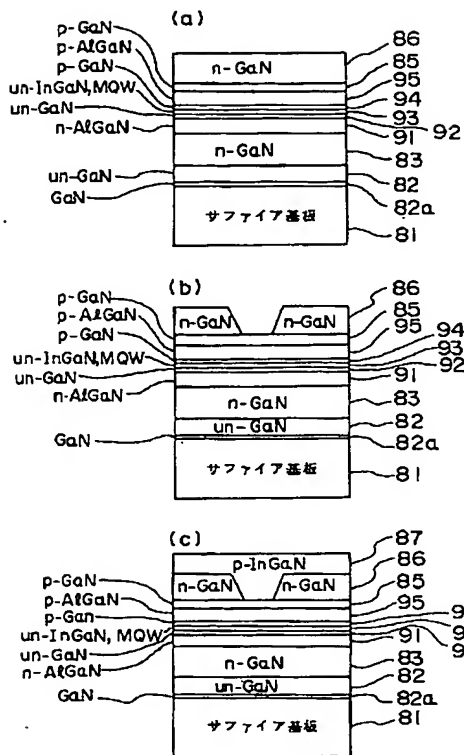 (a)
p-GaN
p-AlGaN
p-GaN
un-InGaN,MQW
un-GaN
n-AlGaN
un-GaN
GaN
n-GaN
n-GaN
サファイア基板
86
85
95
94
93
92
91
83
82
82a
81
(b)
p-GaN
p-AlGaN
p-GaN
un-InGaN,MQW
un-GaN
n-AlGaN
GaN
n-GaN n-GaN
n-GaN
un-GaN
サファイア基板
86
85
95
94
93
92
91
83
82
82a
81
(c)
p-GaN
p-AlGaN
p-Gan
un-InGaN, MQW
un-GaN
n-AlGaN
GaN
p-InGaN
n-GaN n-GaN
n-GaN
un-GaN
サファイア基板
87
86
85
95
91
83
82
82a
81